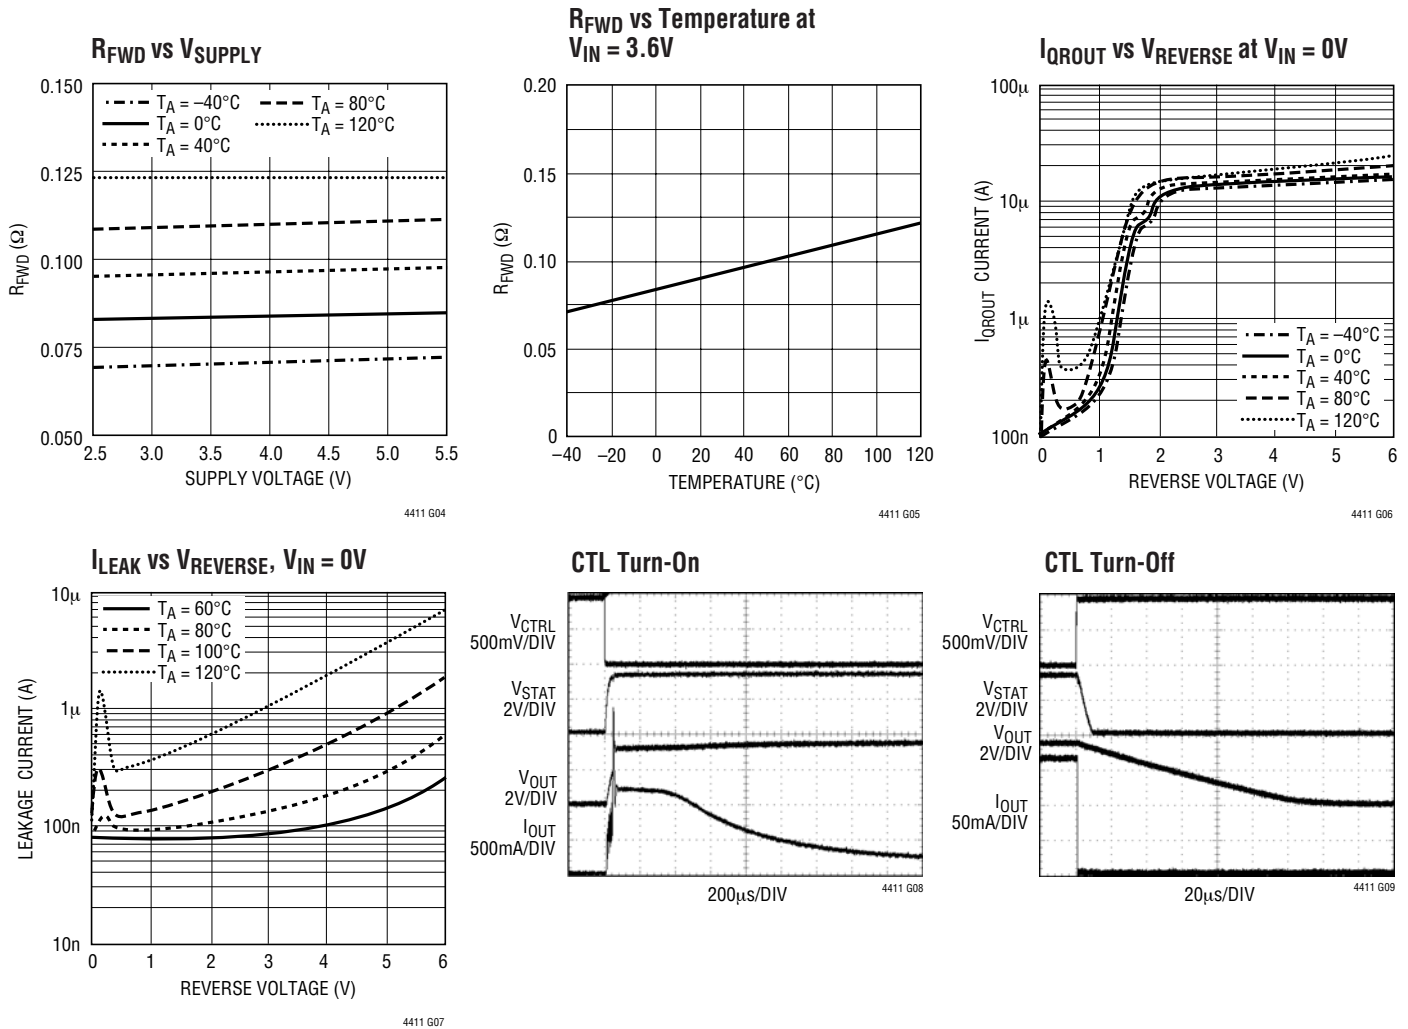 RFWD vs VSUPPLY
0.150
0.125
0.100
0.075
0.050
RFWD (Ω)
TA = –40°C
TA = 0°C
TA = 40°C
TA = 80°C
TA = 120°C
2.5 3.0 3.5 4.0 4.5 5.0 5.5
SUPPLY VOLTAGE (V)
4411 G04
RFWD vs Temperature at
VIN = 3.6V
0.20
0.15
0.10
0.05
0
RFWD (Ω)
–40 –20 0 20 40 60 80 100 120
TEMPERATURE (°C)
4411 G05
IQROUT vs VREVERSE at VIN = 0V
100µ
10µ
1µ
100n
IQROUT CURRENT (A)
TA = –40°C
TA = 0°C
TA = 40°C
TA = 80°C
TA = 120°C
0 1 2 3 4 5 6
REVERSE VOLTAGE (V)
4411 G06
ILEAK vs VREVERSE, VIN = 0V
10µ
1µ
100n
10n
LEAKAGE CURRENT (A)
TA = 60°C
TA = 80°C
TA = 100°C
TA = 120°C
0 1 2 3 4 5 6
REVERSE VOLTAGE (V)
4411 G07
CTL Turn-On
VCTRL
500mV/DIV
VSTAT
2V/DIV
VOUT
2V/DIV
IOUT
500mA/DIV
200µs/DIV
4411 G08
CTL Turn-Off
VCTRL
500mV/DIV
VSTAT
2V/DIV
VOUT
2V/DIV
IOUT
50mA/DIV
20µs/DIV
4411 G09